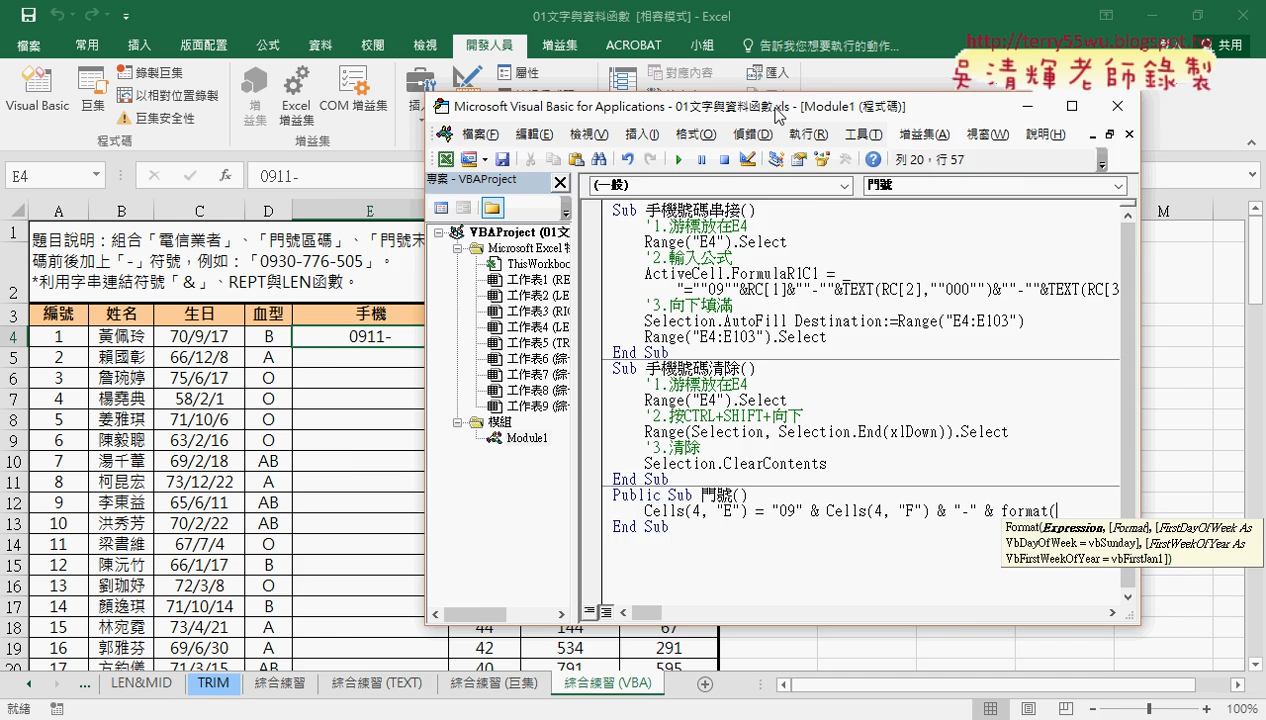 01文字與資料函數 [相容模式] - Excel
http://terry55wu.blogspot
吳清輝老師錄製
檔案 常用 插入 版面配置 公式 資料 校閱 檢視 開發人員 增益集 ACROBAT 小組 告訴我您想要執行的動作... 共用
Visual Basic 巨集 錄製巨集 以相對位置錄製 巨集安全性 程式碼
增益集 Excel 增益集 COM 增益集 增益集
屬性 對應內容 匯入
E4 fx 0911-
Microsoft Visual Basic for Applications - 01文字與資料函數.xls - [Module1 (程式碼)]
檔案(F) 編輯(E) 檢視(V) 插入(I) 格式(O) 偵錯(D) 執行(R) 工具(T) 增益集(A) 視窗(W) 說明(H)
列 20，行 57
專案 - VBAProject
VBAProject (01文
Microsoft Excel 物
ThisWorkboo
工作表1 (RE
工作表2 (LE
工作表3 (RI
工作表4 (LE
工作表5 (TR
工作表6 (綜
工作表7 (綜
工作表8 (綜
工作表9 (綜
模組
Module1
(一般) 門號
Sub 手機號碼串接()
'1.游標放在E4
Range("E4").Select
'2.輸入公式
ActiveCell.FormulaR1C1 = _
"=""09""&RC[1]&""-""&TEXT(RC[2],""000"")&""-""&TEXT(RC[3
'3.向下填滿
Selection.AutoFill Destination:=Range("E4:E103")
Range("E4:E103").Select
End Sub
Sub 手機號碼清除()
'1.游標放在E4
Range("E4").Select
'2.按CTRL+SHIFT+向下
Range(Selection, Selection.End(xlDown)).Select
'3.清除
Selection.ClearContents
End Sub
Public Sub 門號()
Cells(4, "E") = "09" & Cells(4, "F") & "-" & format(
End Sub
Format(Expression, [Format], [FirstDayOfWeek As
VbDayOfWeek = vbSunday], [FirstWeekOfYear As
VbFirstWeekOfYear = vbFirstJan1])
A B C D E M
1 題目說明：組合「電信業者」、「門號區碼」、「門號末
碼前後加上「-」符號，例如：「0930-776-505」。
2 *利用字串連結符號「&」、REPT與LEN函數。
3 編號 姓名 生日 血型 手機
4 1 黃佩玲 70/9/17 B 0911-
5 2 賴國彰 66/12/8 A
6 3 詹琬婷 75/6/17 O
7 4 楊堯典 58/2/1 O
8 5 姜雅琪 71/10/6 O
9 6 陳毅聰 63/2/16 O
10 7 湯千葦 69/2/18 AB
11 8 柯昆宏 73/12/22 A
12 9 李東益 65/6/11 AB
13 10 洪秀芳 70/2/22 AB
14 11 梁書維 67/7/4 O
15 12 陳沅竹 66/1/17 B
16 13 劉珈妤 72/3/8 O
17 14 顏逸琪 71/10/14 B
18 15 林宛霓 73/4/21 A 44 144 67
19 16 郭雅芬 69/6/30 A 42 534 291
20 17 方鈞儀 71/3/15 AB 40 791 595
... LEN&MID TRIM 綜合練習 綜合練習 (TEXT) 綜合練習 (巨集) 綜合練習 (VBA)
就緒 100%